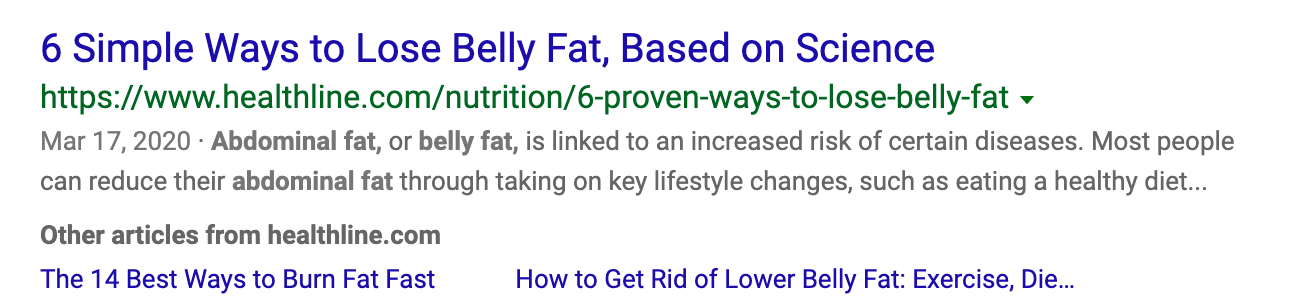 6 Simple Ways to Lose Belly Fat, Based on Science
https://www.healthline.com/nutrition/6-proven-ways-to-lose-belly-fat
Mar 17, 2020 · Abdominal fat, or belly fat, is linked to an increased risk of certain diseases. Most people
can reduce their abdominal fat through taking on key lifestyle changes, such as eating a healthy diet...
Other articles from healthline.com
The 14 Best Ways to Burn Fat Fast
How to Get Rid of Lower Belly Fat: Exercise, Die...